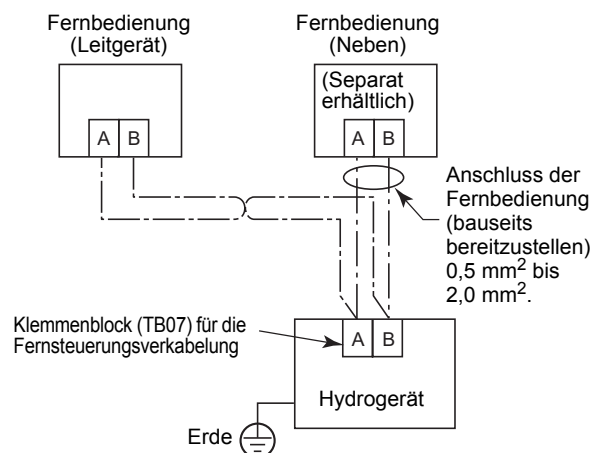 Fernbedienung
(Leitgerät)
Fernbedienung
(Neben)
(Separat
erhältlich)
A B
A B
Anschluss der
Fernbedienung
(bauseits
bereitzustellen)
0,5 mm² bis
2,0 mm².
Klemmenblock (TB07) für die
Fernsteuerungsverkabelung
A B
Hydrogerät
Erde